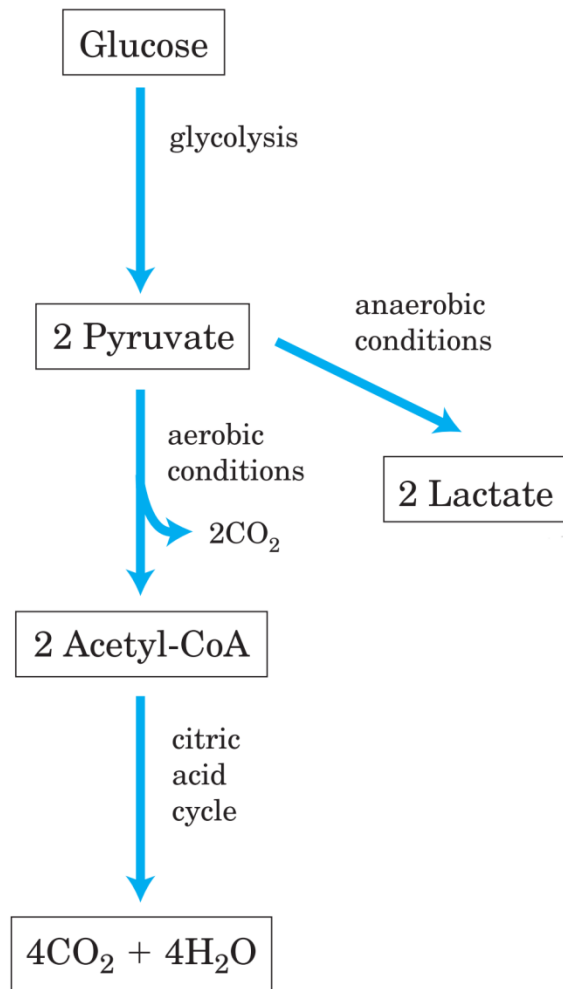 Glucose
glycolysis
2 Pyruvate
anaerobic
conditions
aerobic
conditions
2CO₂
2 Lactate
2 Acetyl-CoA
citric
acid
cycle
4CO₂ + 4H₂O